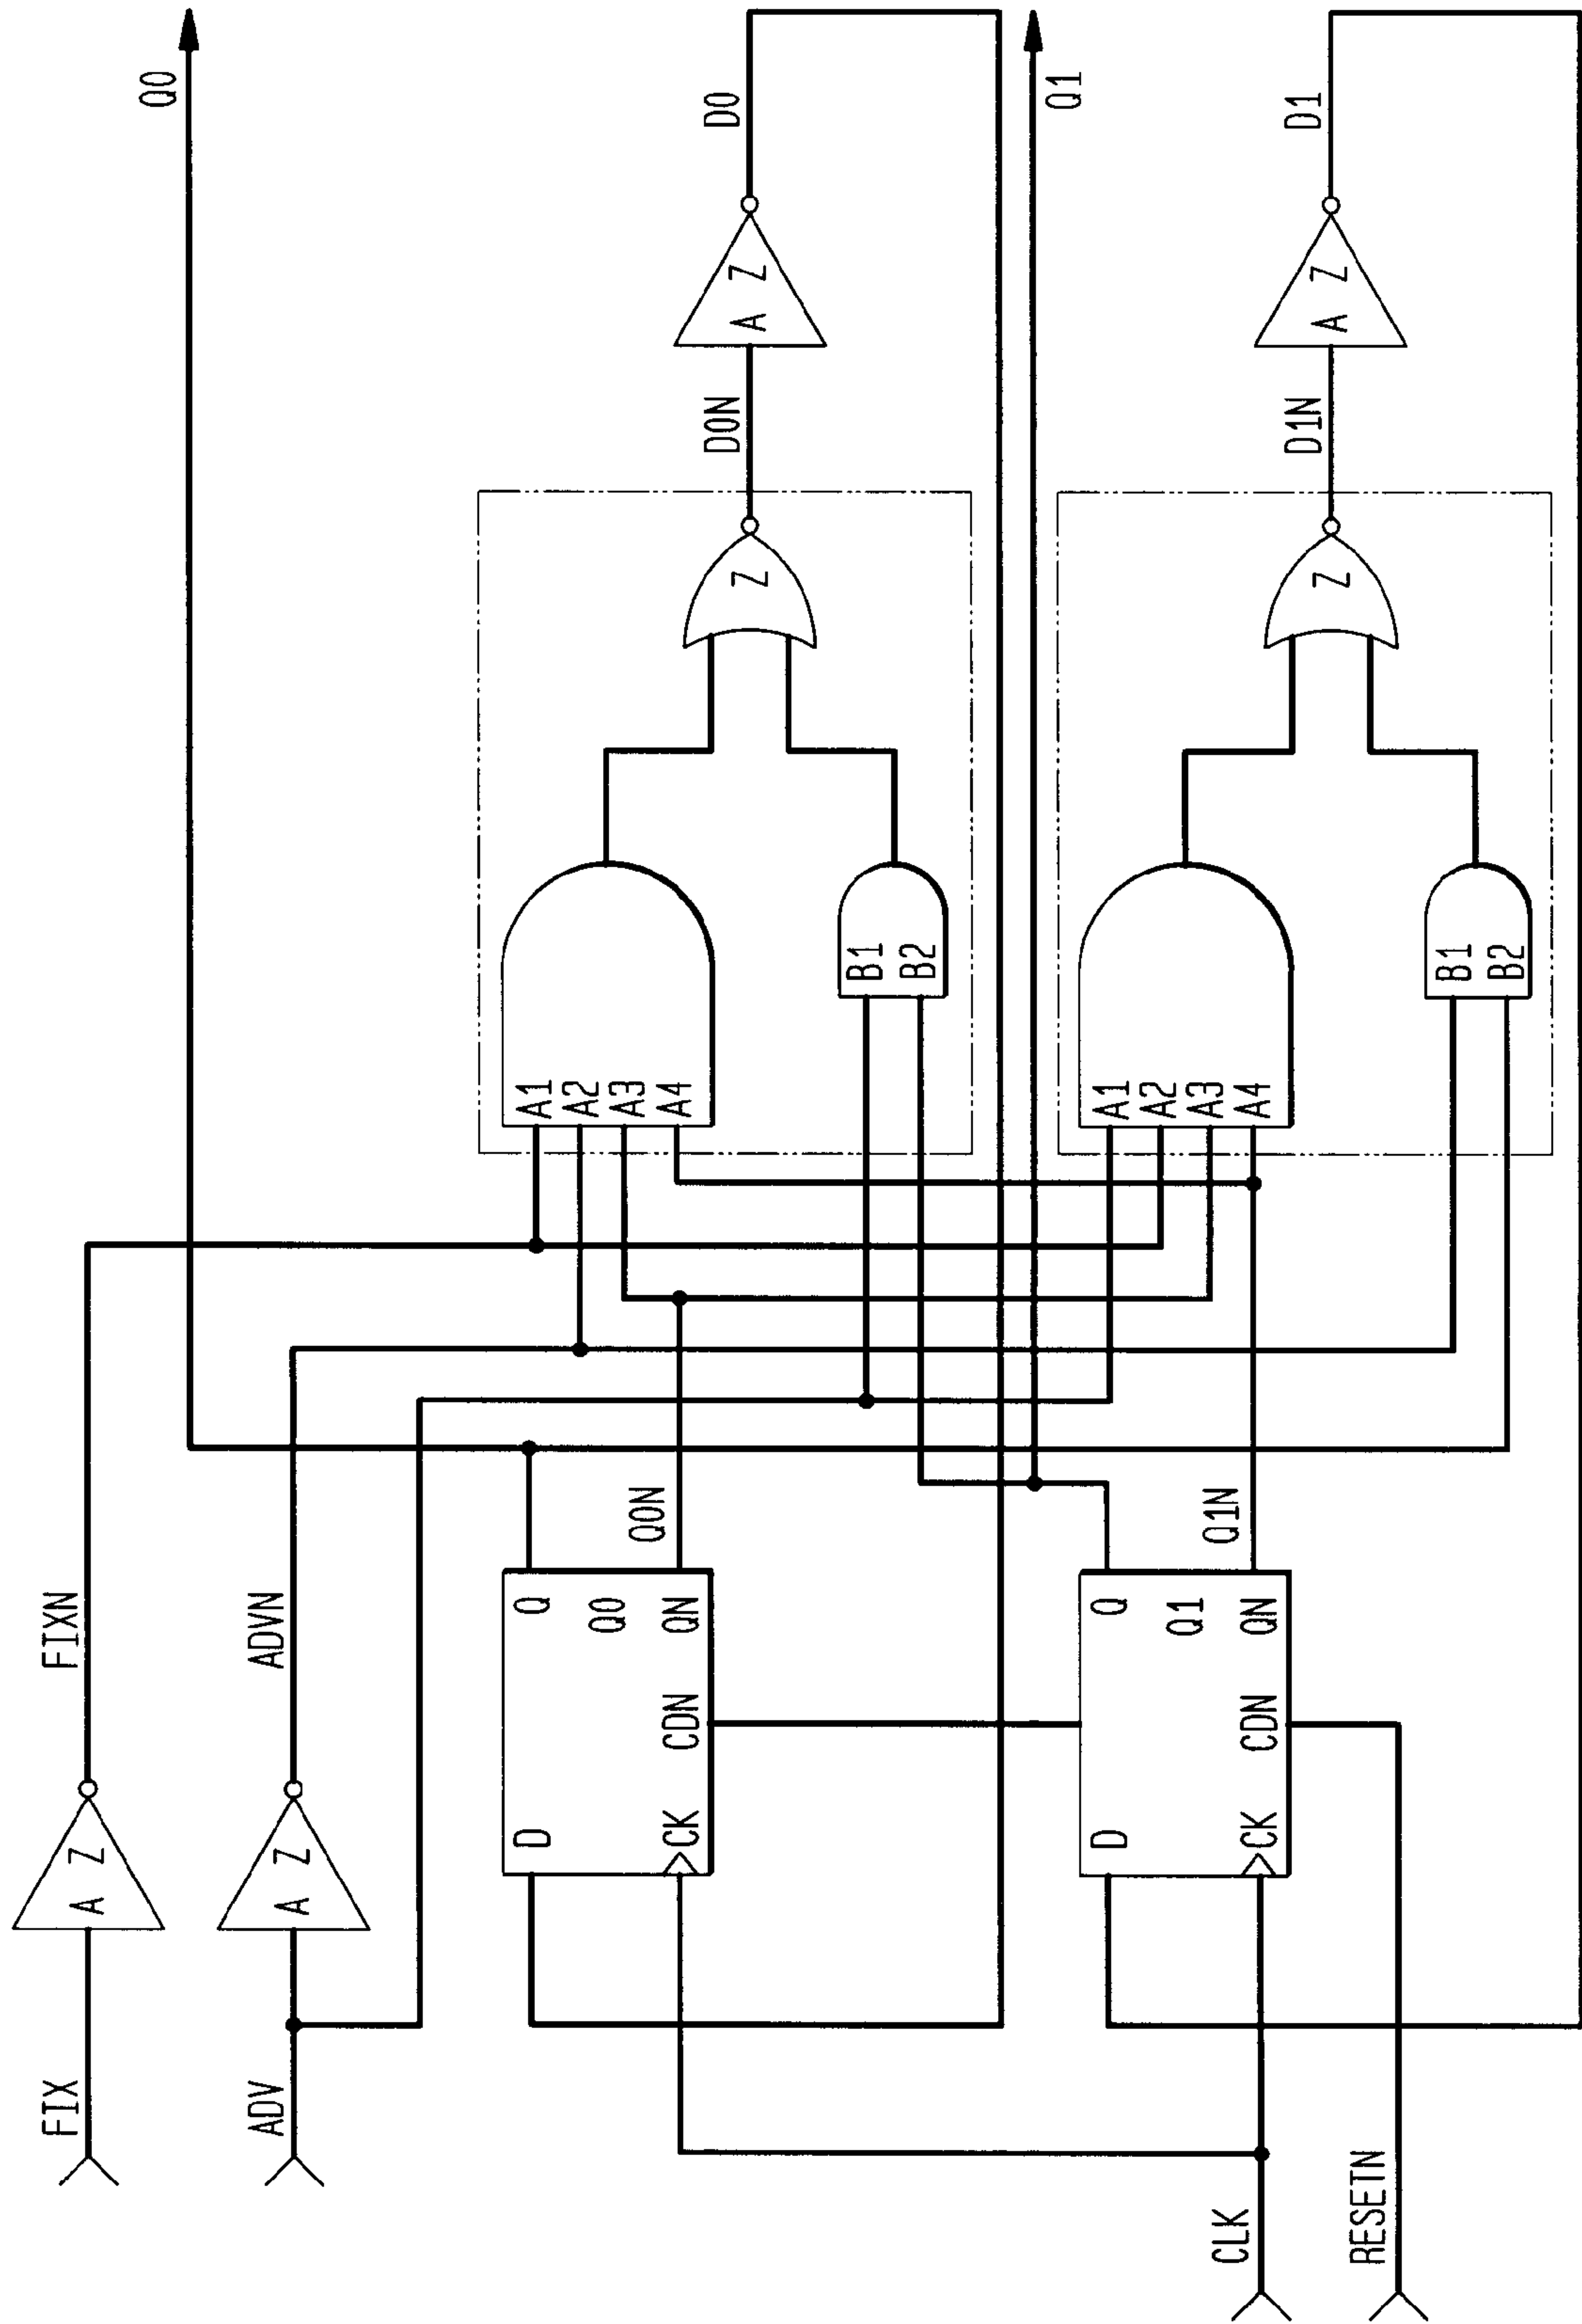 FIX
A Z
FIXN
Q0
ADV
A Z
ADVN
D
CK
CDN
Q
Q0
QN
Q0N
A1
A2
A3
A4
B1
B2
Z
D0N
A Z
D0
Q1
D
CK
CDN
Q
Q1
QN
Q1N
A1
A2
A3
A4
B1
B2
Z
D1N
A Z
D1
CLK
RESETN